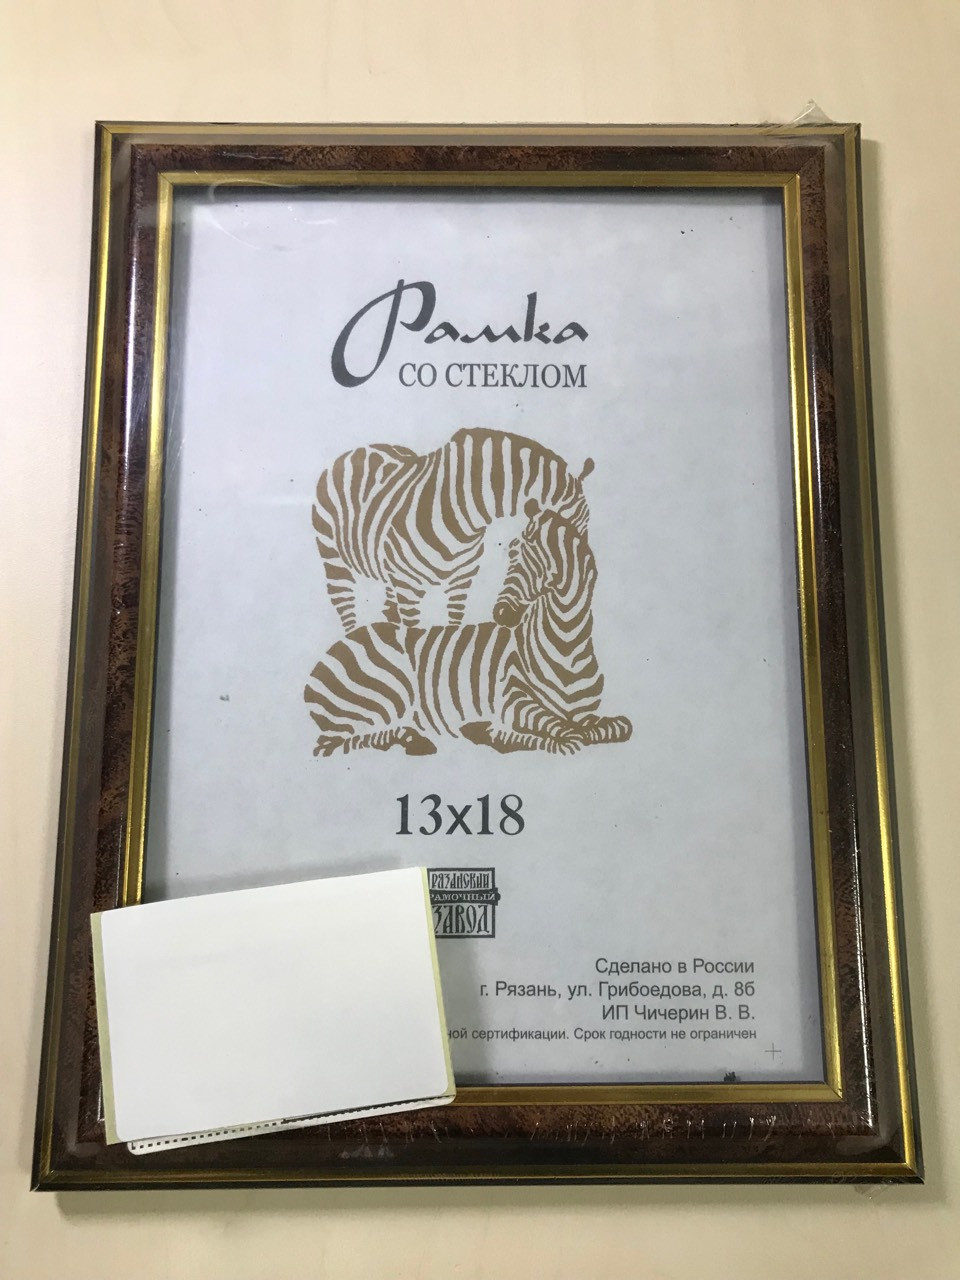 Рамка
СО СТЕКЛОМ
13х18
РЯЗАНСКИЙ
РАМОЧНЫЙ
ЗАВОД
Сделано в России
г. Рязань, ул. Грибоедова, д. 8б
ИП Чичерин В. В.
сертификации. Срок годности не ограничен